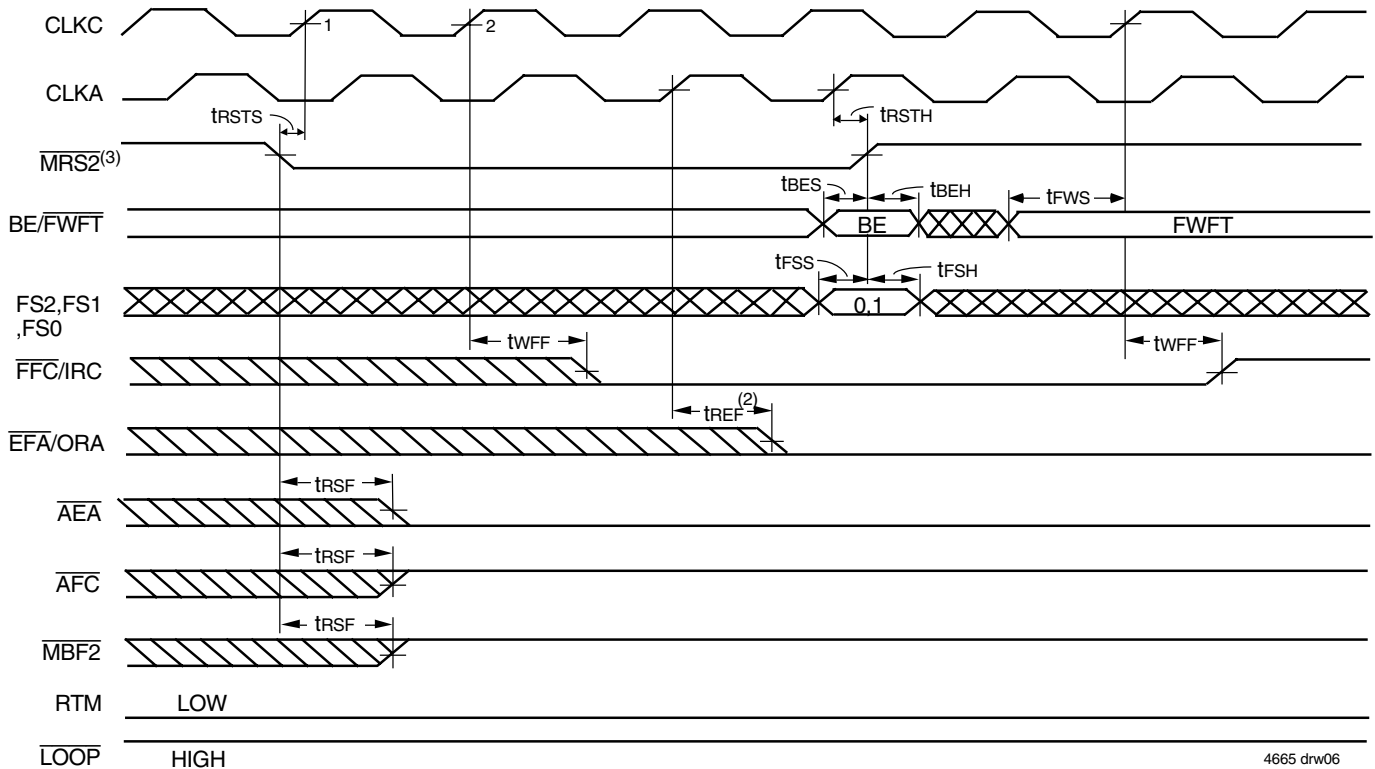 CLKC
1
2
CLKA
tRSTS
tRSTH
MRS2(3)
tBES
tBEH
tFWS
BE/FWFT
BE
FWFT
tFSS
tFSH
FS2,FS1
,FS0
0,1
tWFF
tWFF
FFC/IRC
tREF(2)
EFA/ORA
tRSF
AEA
tRSF
AFC
tRSF
MBF2
RTM
LOW
LOOP
HIGH
4665 drw06